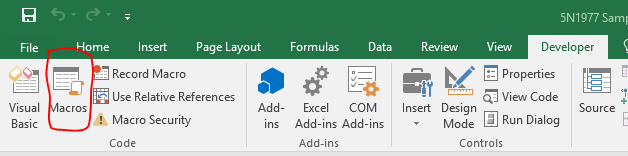 5N1977 Samp
File Home Insert Page Layout Formulas Data Review View Developer
Visual Basic
Macros
Record Macro
Use Relative References
Macro Security
Code
Add-ins
Excel Add-ins
COM Add-ins
Add-ins
Insert
Design Mode
Properties
View Code
Run Dialog
Controls
Source